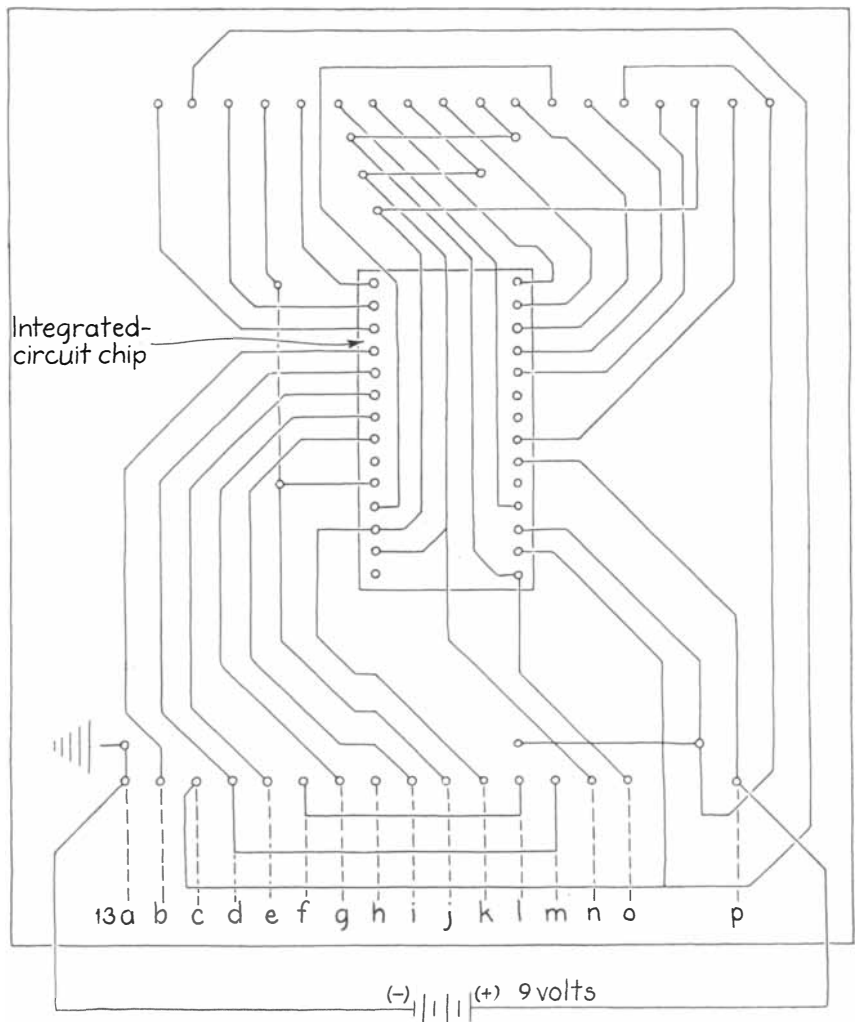 Integrated-
circuit chip
13a b c d e f g h i j k l m n o p
(-) (+) 9 volts